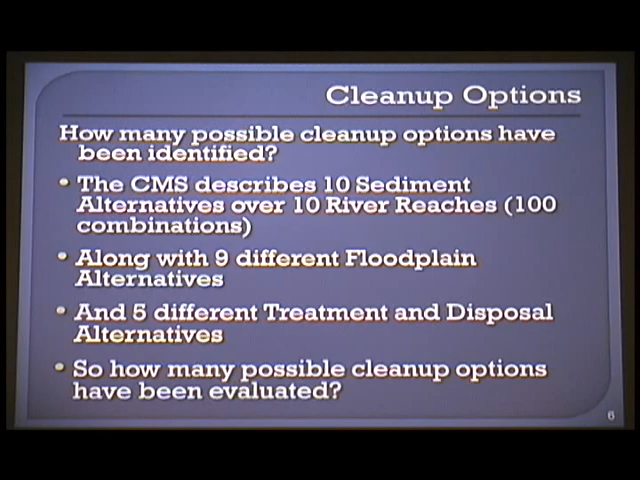 Cleanup Options
How many possible cleanup options have
been identified?
• The CMS describes 10 Sediment
Alternatives over 10 River Reaches (100
combinations)
• Along with 9 different Floodplain
Alternatives
• And 5 different Treatment and Disposal
Alternatives
• So how many possible cleanup options
have been evaluated?
6